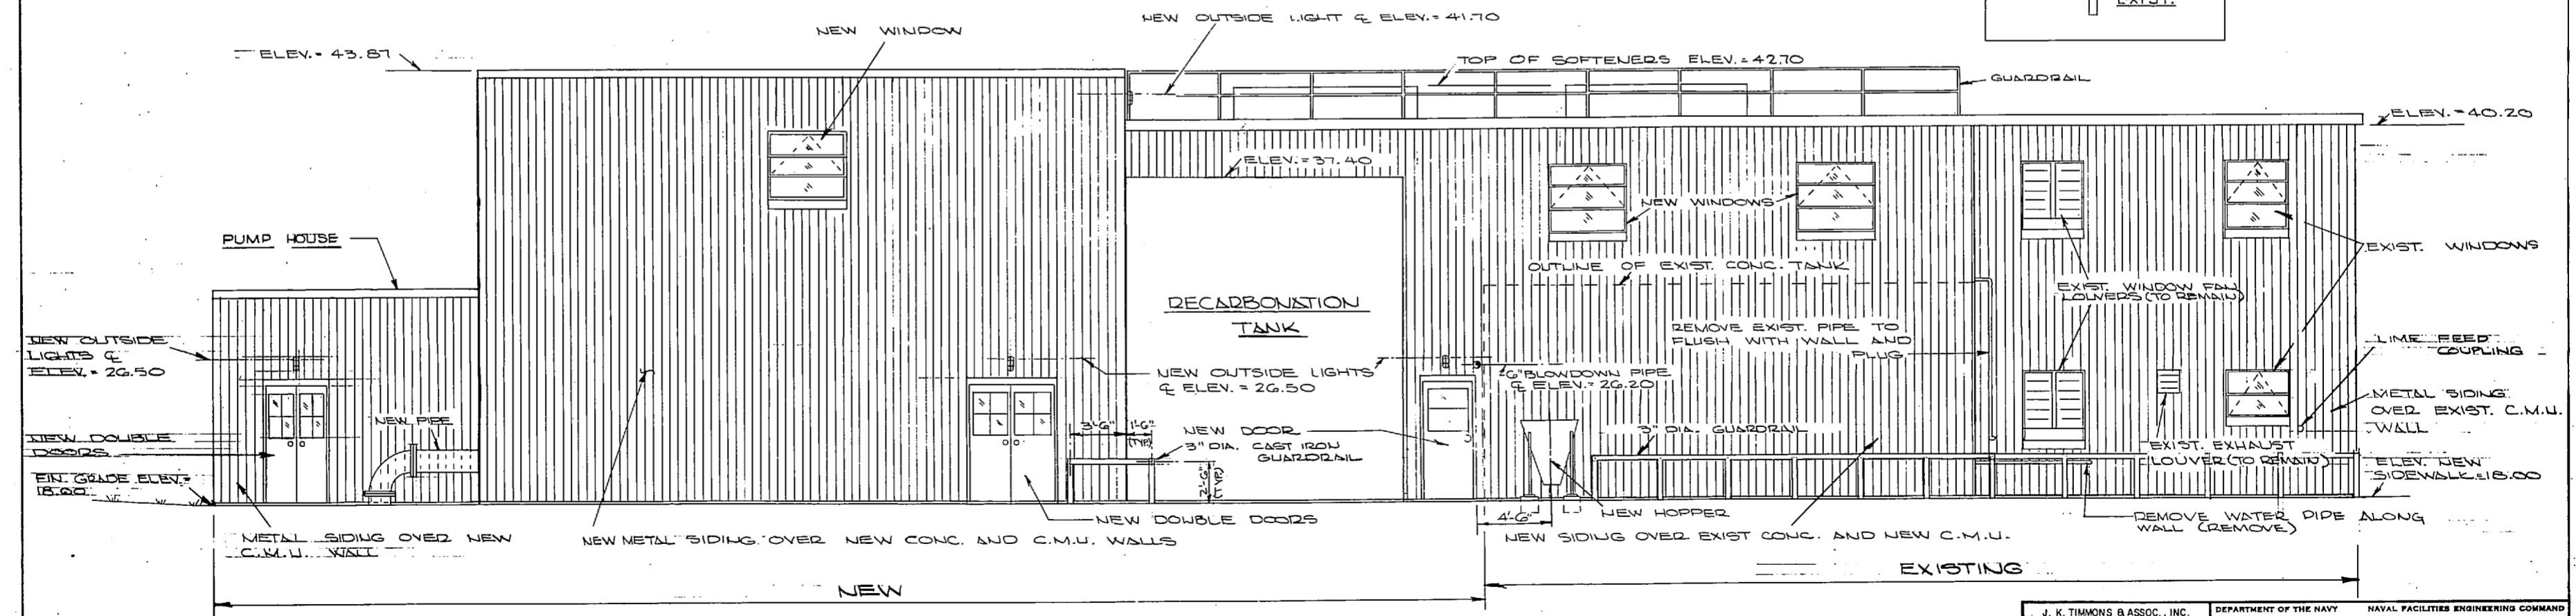 EXIST.
NEW OUTSIDE LIGHT ℄ ELEV.= 41.70
NEW WINDOW
ELEV.= 43.87
TOP OF SOFTENERS ELEV.=42.70
GUARDRAIL
ELEV.=40.20
ELEV.=37.40
NEW WINDOWS
PUMP HOUSE
EXIST. WINDOWS
OUTLINE OF EXIST. CONC. TANK
EXIST. WINDOW FAN
LOUVERS (TO REMAIN)
RECARBONATION
TANK
REMOVE EXIST. PIPE TO
FLUSH WITH WALL AND
PLUG
NEW OUTSIDE
LIGHTS ℄
ELEV.= 26.50
LIME FEED
COUPLING
NEW OUTSIDE LIGHTS
℄ ELEV.= 26.50
6" BLOWDOWN PIPE
℄ ELEV.= 26.20
METAL SIDING
OVER EXIST. C.M.U.
WALL
NEW PIPE
3'-6"
1'-6"
(TYP)
NEW DOOR
3" DIA. CAST IRON
GUARDRAIL
3" DIA. GUARDRAIL
NEW DOUBLE
DOORS
EXIST. EXHAUST
LOUVER (TO REMAIN)
ELEV. NEW
SIDEWALK=18.00
FIN. GRADE ELEV.=
18.00
2'-6"
(TYP)
NEW DOUBLE DOORS
4'-6"
NEW HOPPER
REMOVE WATER PIPE ALONG
WALL (REMOVE)
METAL SIDING OVER NEW
C.M.U. WALL
NEW METAL SIDING OVER NEW CONC. AND C.M.U. WALLS
NEW SIDING OVER EXIST CONC. AND NEW C.M.U.
NEW
EXISTING
J. K. TIMMONS & ASSOC., INC.
DEPARTMENT OF THE NAVY
NAVAL FACILITIES ENGINEERING COMMAND